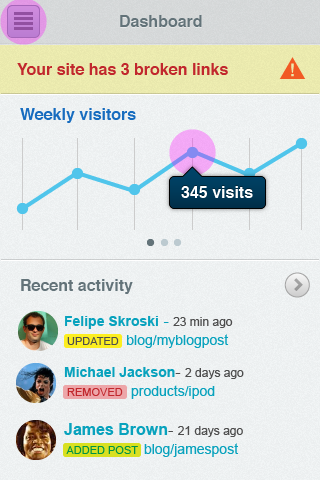 Dashboard
Your site has 3 broken links
Weekly visitors
345 visits
Recent activity
Felipe Skroski - 23 min ago
UPDATED blog/myblogpost
Michael Jackson- 2 days ago
REMOVED products/ipod
James Brown- 21 days ago
ADDED POST blog/jamespost